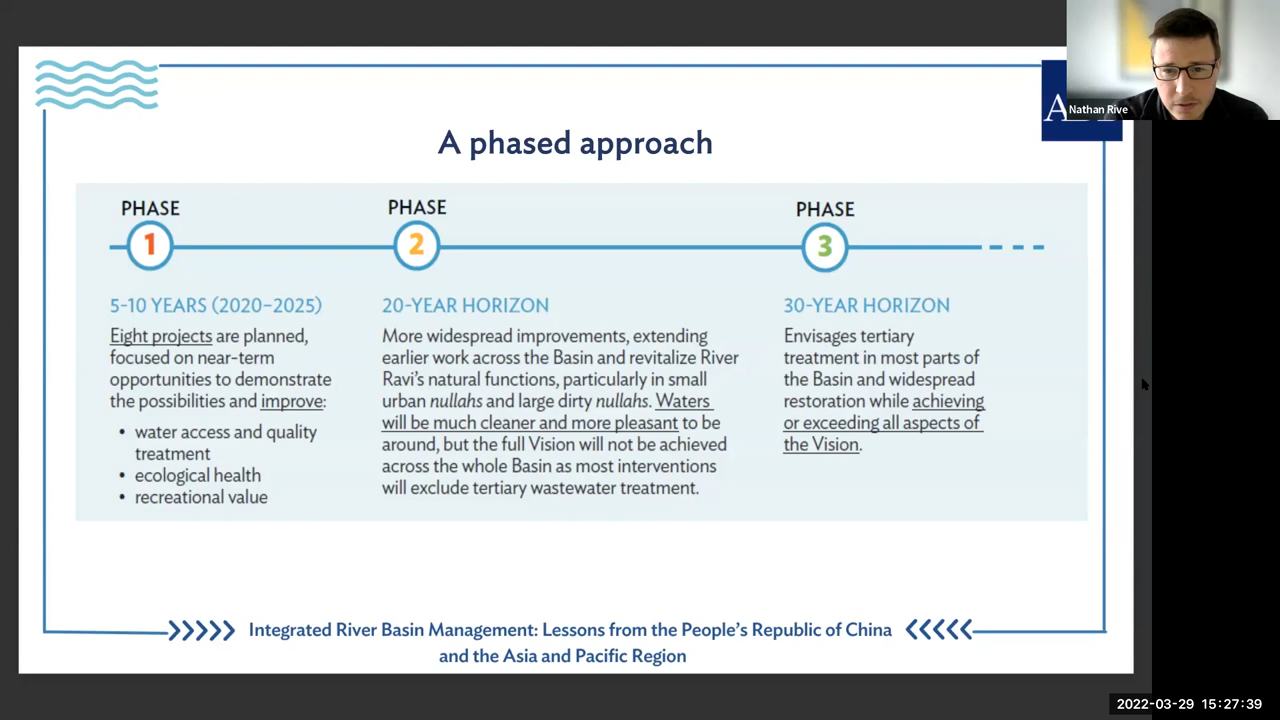 Nathan Rive
A phased approach
PHASE
1
5-10 YEARS (2020–2025)
Eight projects are planned,
focused on near-term
opportunities to demonstrate
the possibilities and improve:
• water access and quality
treatment
• ecological health
• recreational value
PHASE
2
20-YEAR HORIZON
More widespread improvements, extending
earlier work across the Basin and revitalize River
Ravi's natural functions, particularly in small
urban nullahs and large dirty nullahs. Waters
will be much cleaner and more pleasant to be
around, but the full Vision will not be achieved
across the whole Basin as most interventions
will exclude tertiary wastewater treatment.
PHASE
3
30-YEAR HORIZON
Envisages tertiary
treatment in most parts of
the Basin and widespread
restoration while achieving
or exceeding all aspects of
the Vision.
Integrated River Basin Management: Lessons from the People's Republic of China
and the Asia and Pacific Region
2022-03-29 15:27:39